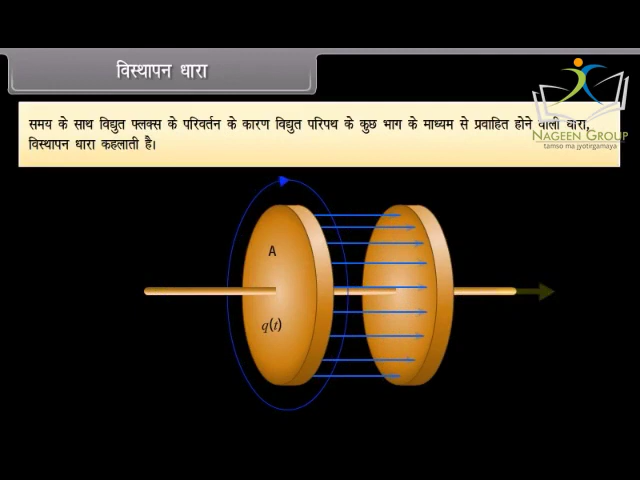 विस्थापन धारा
समय के साथ विद्युत फ्लक्स के परिवर्तन के कारण विद्युत परिपथ के कुछ भाग के माध्यम से प्रवाहित होने वाली धारा,
विस्थापन धारा कहलाती है।
NAGEEN GROUP
tamso ma jyotirgamaya
A
q(t)